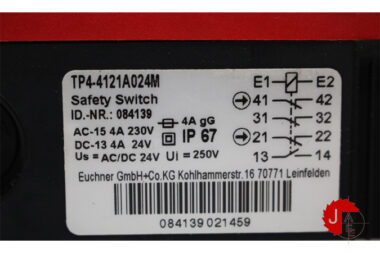 TP4-4121A024M
Safety Switch
ID.-NR.: 084139
AC-15 4A 230V 4A gG
DC-13 4A 24V IP 67
Us = AC/DC 24V Ui = 250V
E1 E2
41 42
31 32
21 22
13 14
Euchner GmbH+Co.KG Kohlhammerstr.16 70771 Leinfelden
084139 021459